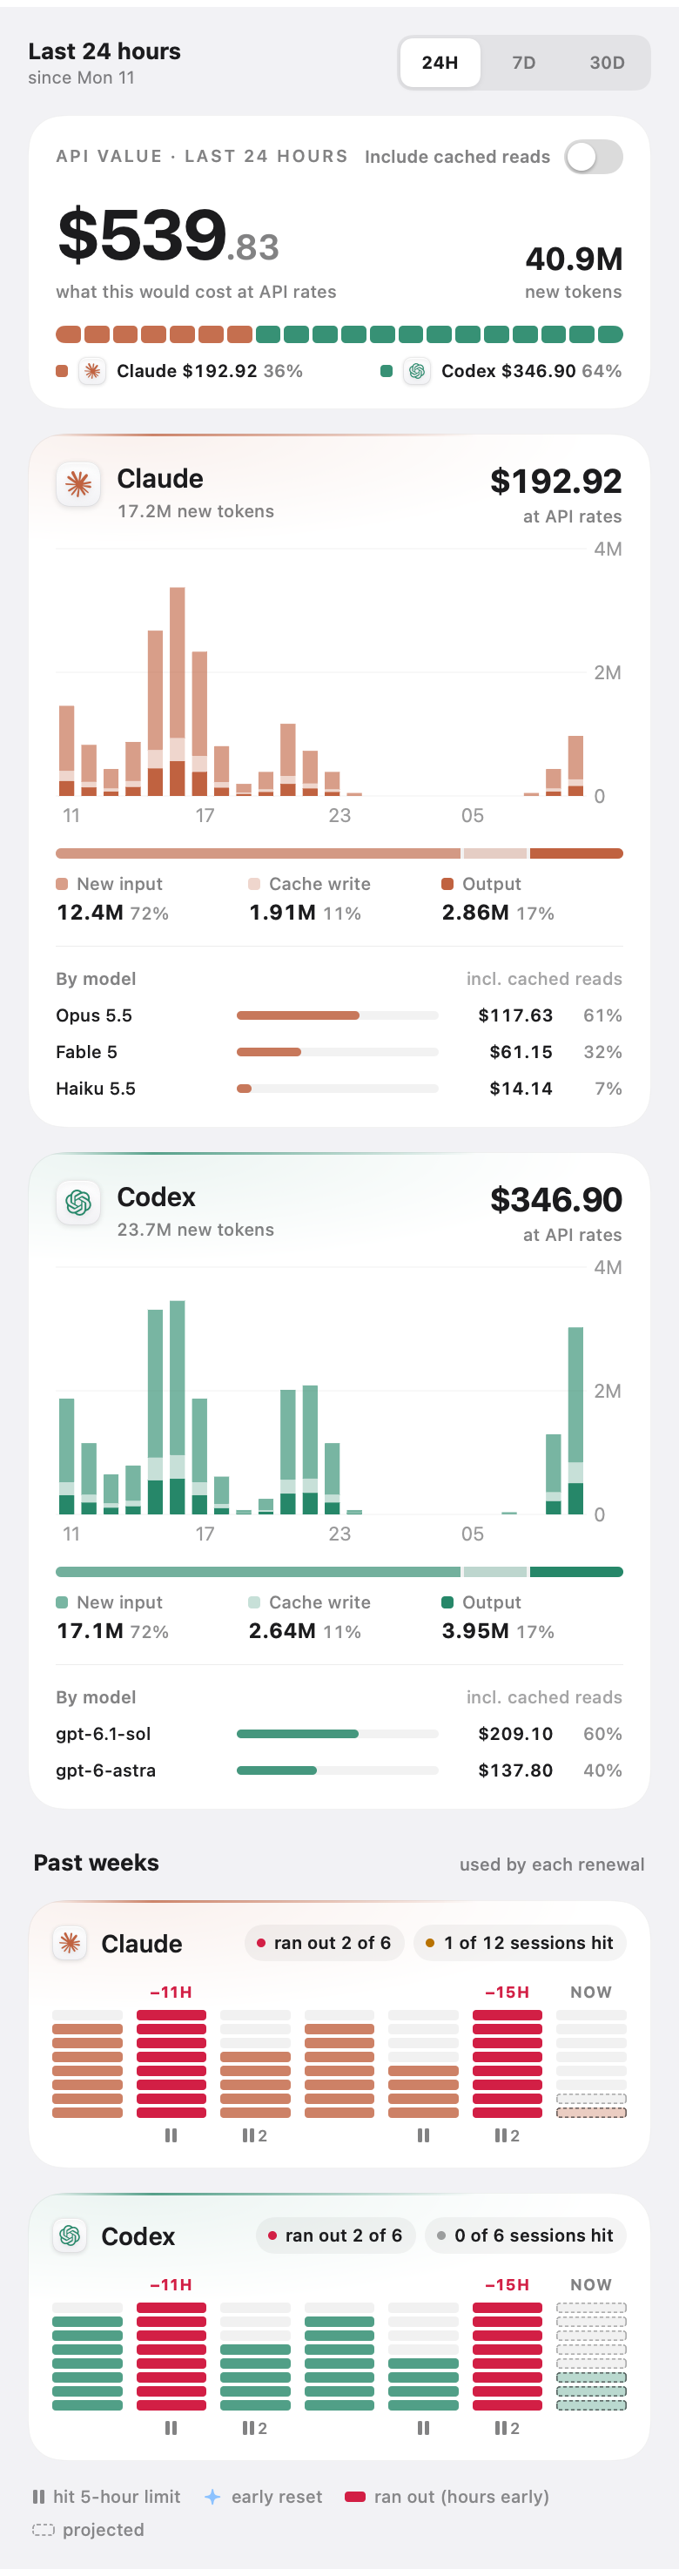 Last 24 hours
since Mon 11
24H 7D 30D
API VALUE · LAST 24 HOURS Include cached reads
$539.83
what this would cost at API rates
40.9M
new tokens
Claude $192.92 36% Codex $346.90 64%
Claude
17.2M new tokens
$192.92
at API rates
4M
2M
0
11 17 23 05
New input Cache write Output
12.4M 72% 1.91M 11% 2.86M 17%
By model incl. cached reads
Opus 5.5 $117.63 61%
Fable 5 $61.15 32%
Haiku 5.5 $14.14 7%
Codex
23.7M new tokens
$346.90
at API rates
4M
2M
0
11 17 23 05
New input Cache write Output
17.1M 72% 2.64M 11% 3.95M 17%
By model incl. cached reads
gpt-6.1-sol $209.10 60%
gpt-6-astra $137.80 40%
Past weeks used by each renewal
Claude ran out 2 of 6 1 of 12 sessions hit
–11H –15H NOW
2 2
Codex ran out 2 of 6 0 of 6 sessions hit
–11H –15H NOW
2 2
hit 5-hour limit early reset ran out (hours early)
projected